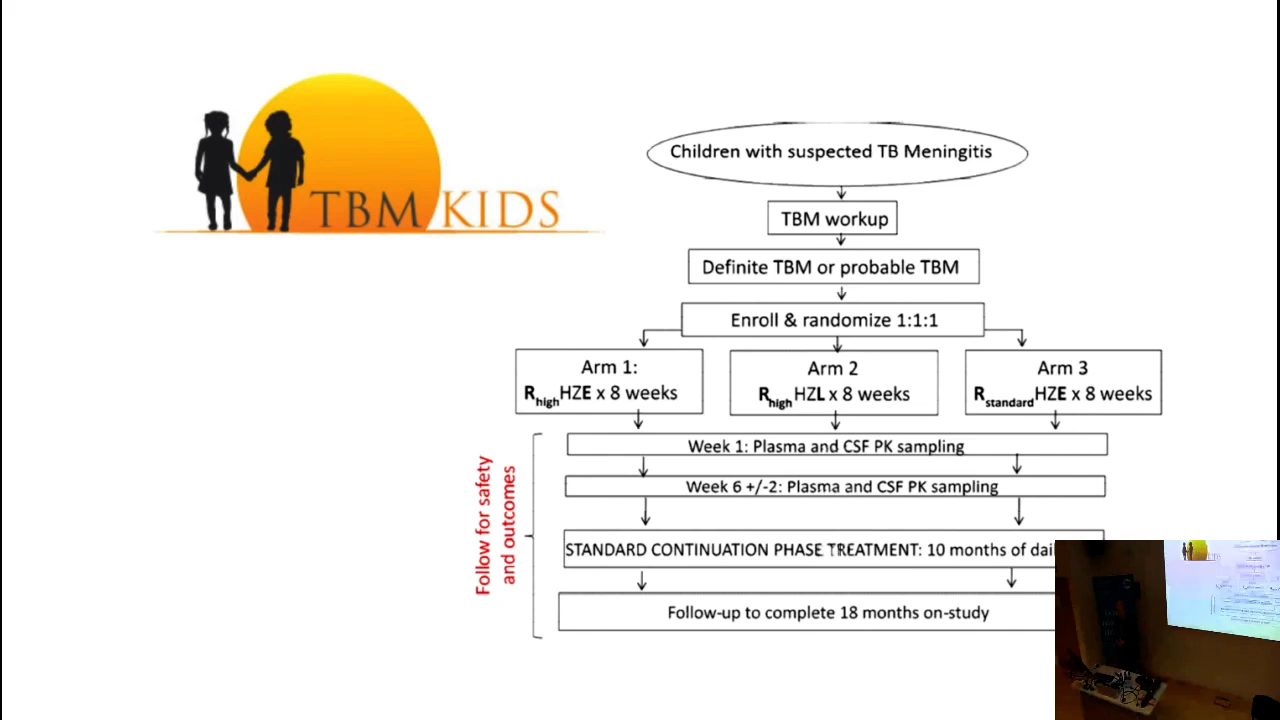 TBM KIDS
Children with suspected TB Meningitis
TBM workup
Definite TBM or probable TBM
Enroll & randomize 1:1:1
Arm 1:
RhighHZE x 8 weeks
Arm 2
RhighHZL x 8 weeks
Arm 3
RstandardHZE x 8 weeks
Follow for safety
and outcomes
Week 1: Plasma and CSF PK sampling
Week 6 +/-2: Plasma and CSF PK sampling
STANDARD CONTINUATION PHASE TREATMENT: 10 months of
Follow-up to complete 18 months on-study